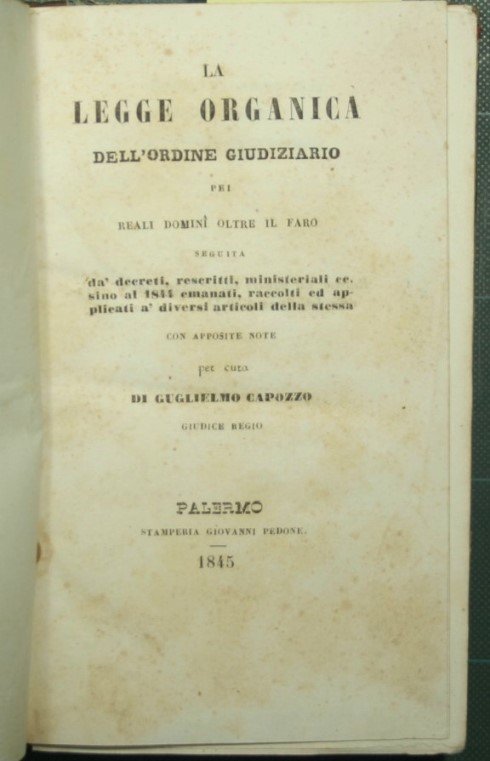 LA
LEGGE ORGANICA
DELL'ORDINE GIUDIZIARIO
PEI
REALI DOMINÎ OLTRE IL FARO
SEGUITA
da' decreti, rescritti, ministeriali ec.
sino al 1844 emanati, raccolti ed ap-
plicati a' diversi articoli della stessa
CON APPOSITE NOTE
per cura
DI GUGLIELMO CAPOZZO
GIUDICE REGIO
PALERMO
STAMPERIA GIOVANNI PEDONE.
1845